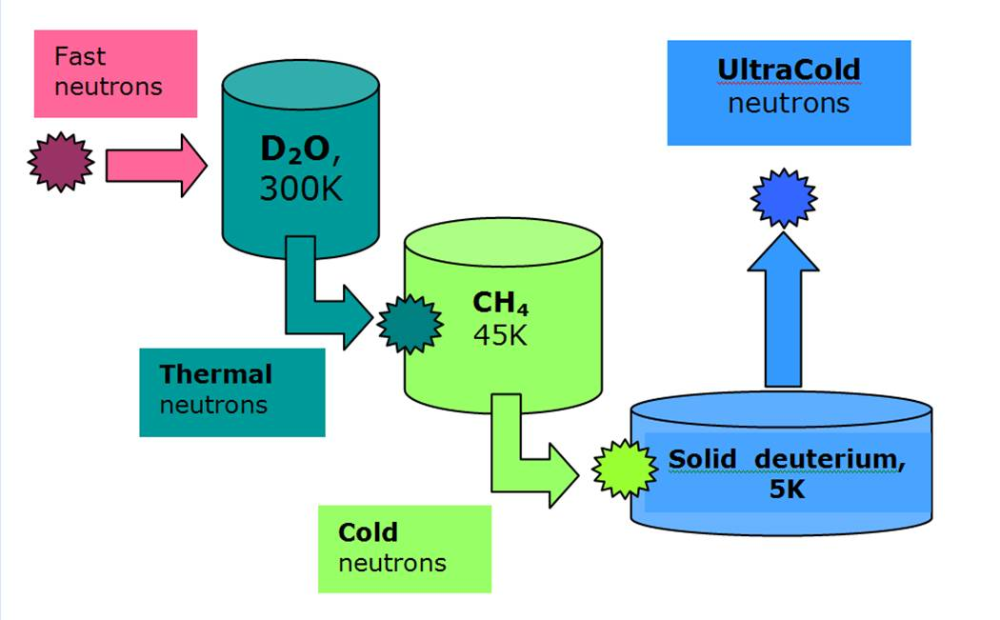 Fast
neutrons
D₂O,
300K
Thermal
neutrons
CH₄
45K
Cold
neutrons
UltraCold
neutrons
Solid deuterium,
5K